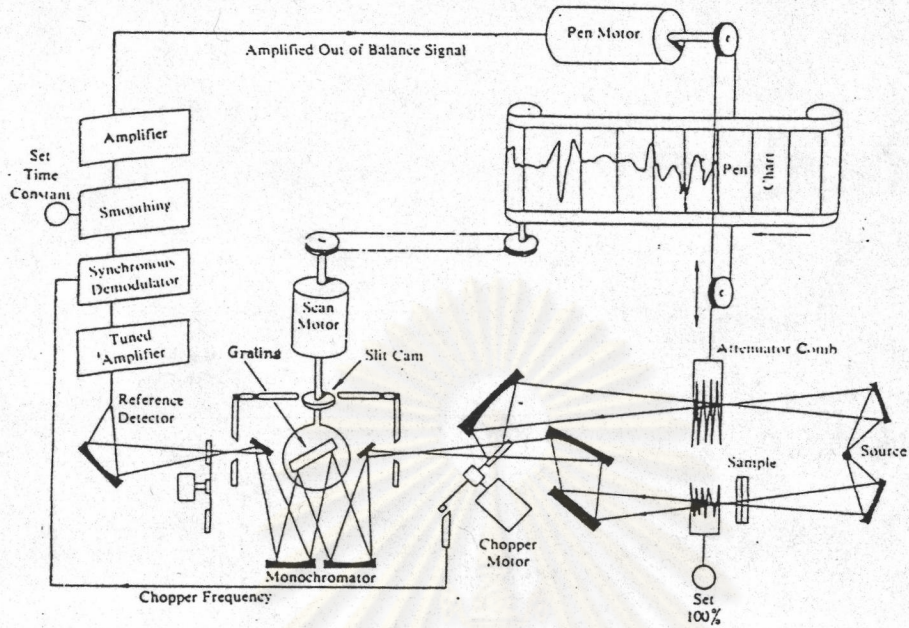 Amplified Out of Balance Signal
Pen Motor
Amplifier
Set
Time
Constant
Smoothing
Pen
Chart
Synchronous
Demodulator
Scan
Motor
Tuned
Amplifier
Grating
Slit Cam
Attenuator Comb
Reference
Detector
Sample
Source
Chopper
Motor
Monochromator
Chopper Frequency
Set
100%